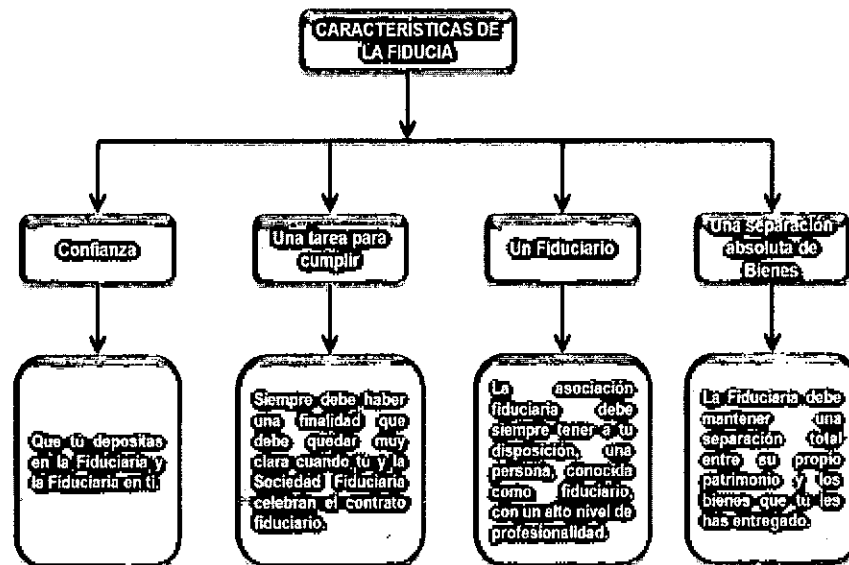 CARACTERÍSTICAS DE
LA FIDUCIA
Confianza
Una tarea para
cumplir
Un Fiduciario
Una separación
absoluta de
Bienes
Que tú depositas
en la Fiduciaria y
la Fiduciaria en ti.
Siempre debe haber
una finalidad que
debe quedar muy
clara cuando tú y la
Sociedad Fiduciaria
celebran el contrato
fiduciario.
La asociación
fiduciaria debe
siempre tener a tu
disposición, una
persona, conocida
como fiduciario,
con un alto nivel de
profesionalidad.
La Fiduciaria debe
mantener una
separación total
entre su propio
patrimonio y los
bienes que tú les
has entregado.